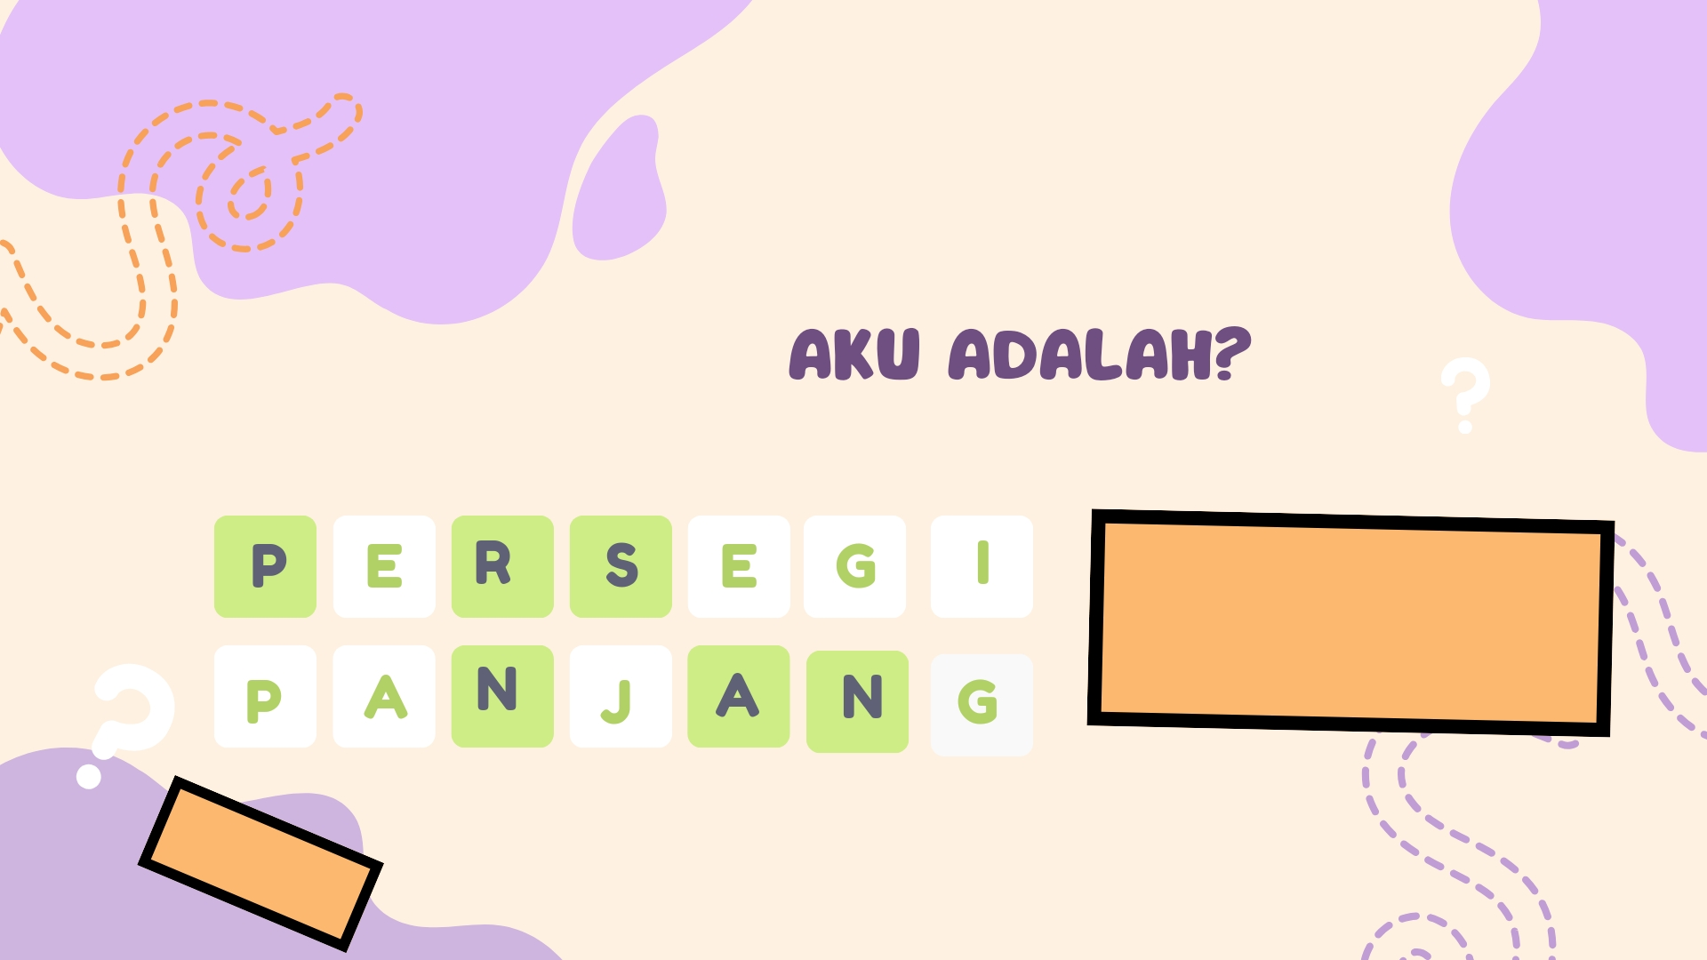 AKU ADALAH?
?
PERSEGI
PANJANG
?